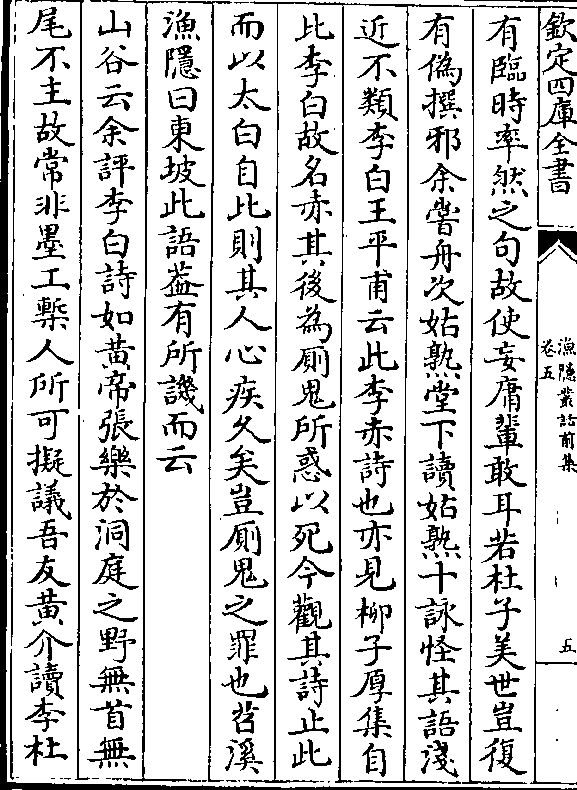 欽定四庫全書
漁隱叢話前集
卷五
五
有臨時率然之句故使妄庸輩敢耳若杜子美世豈復
有偽撰邪余嘗舟次姑熟堂下讀姑熟十詠怪其語淺
近不類李白王平甫云此李赤詩也亦見柳子厚集自
此李白故名赤其後為厠鬼所惑以死今觀其詩止此
而以太白自比則其人心疾久矣豈厠鬼之罪也苕溪
漁隱曰東坡此語葢有所譏而云
山谷云余評李白詩如黄帝張樂於洞庭之野無首無
尾不主故常非墨工槧人所可擬議吾友黄介讀李杜